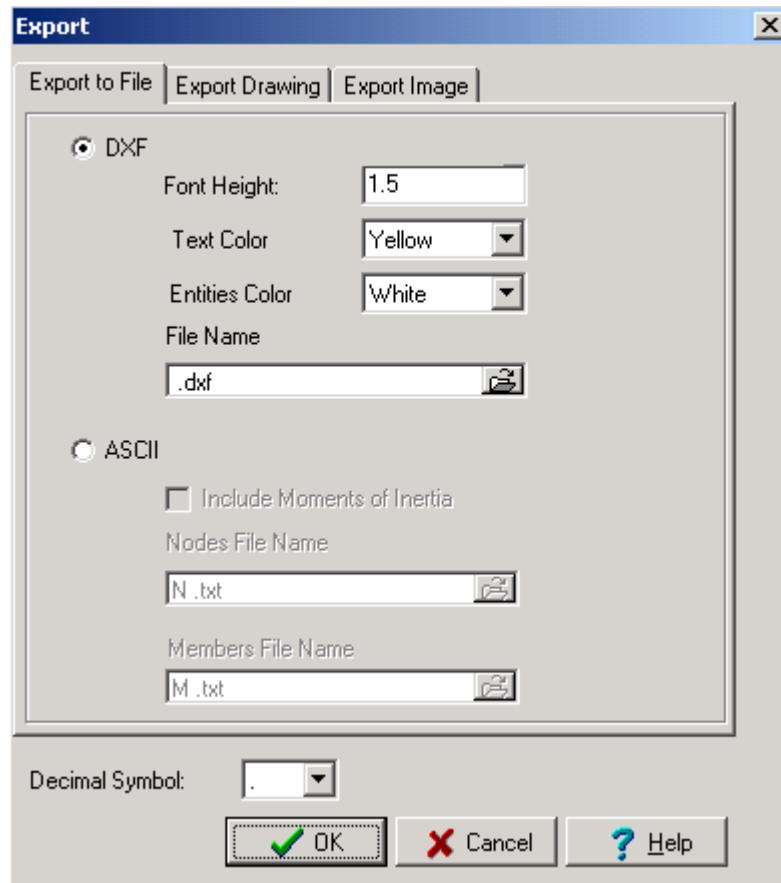 Export
Export to File Export Drawing Export Image
DXF
Font Height: 1.5
Text Color Yellow
Entities Color White
File Name
.dxf
ASCII
Include Moments of Inertia
Nodes File Name
N .txt
Members File Name
M .txt
Decimal Symbol: .
OK Cancel Help